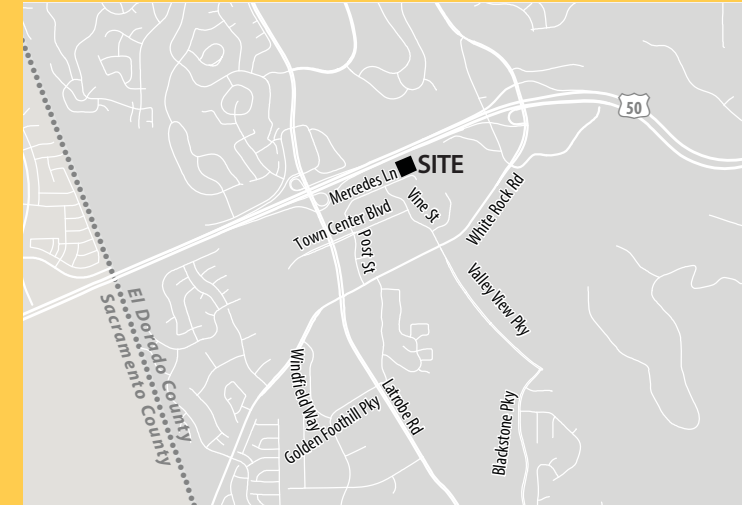 50
SITE
Mercedes Ln
Vine St
Town Center Blvd
White Rock Rd
Post St
Valley View Pky
El Dorado County
Sacramento County
Windfield Way
Latrobe Rd
Golden Foothill Pky
Blackstone Pky